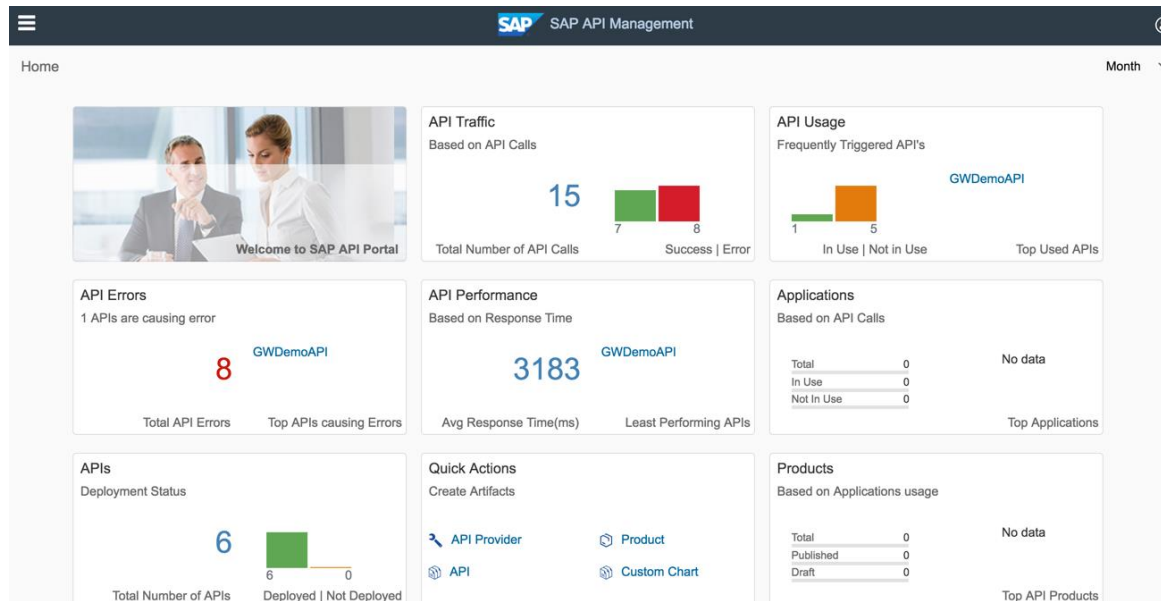 SAP SAP API Management
Home
Month
Welcome to SAP API Portal
API Traffic
Based on API Calls
15
7 8
Total Number of API Calls Success | Error
API Usage
Frequently Triggered API's
GWDemoAPI
1 5
In Use | Not in Use Top Used APIs
API Errors
1 APIs are causing error
GWDemoAPI
8
Total API Errors Top APIs causing Errors
API Performance
Based on Response Time
GWDemoAPI
3183
Avg Response Time(ms) Least Performing APIs
Applications
Based on API Calls
No data
Total 0
In Use 0
Not In Use 0
Top Applications
APIs
Deployment Status
6
6 0
Total Number of APIs Deployed | Not Deployed
Quick Actions
Create Artifacts
API Provider Product
API Custom Chart
Products
Based on Applications usage
No data
Total 0
Published 0
Draft 0
Top API Products